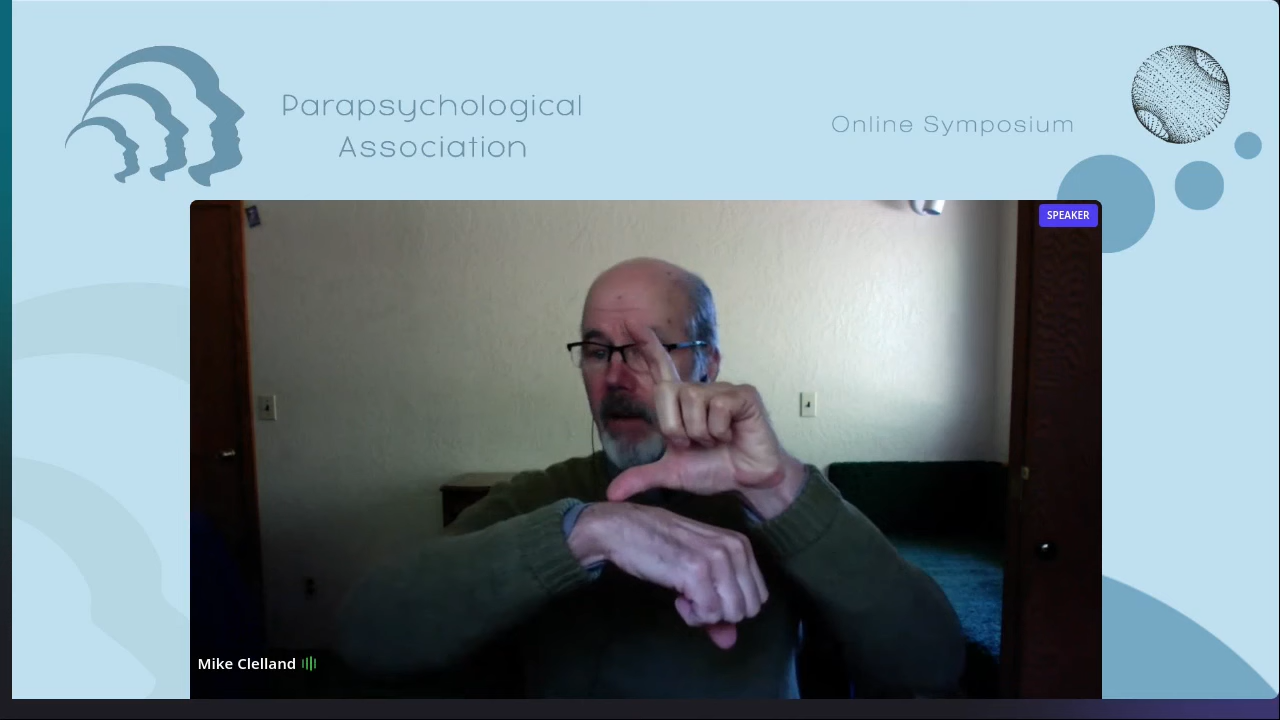 Parapsychological
Association
Online Symposium
SPEAKER
Mike Clelland